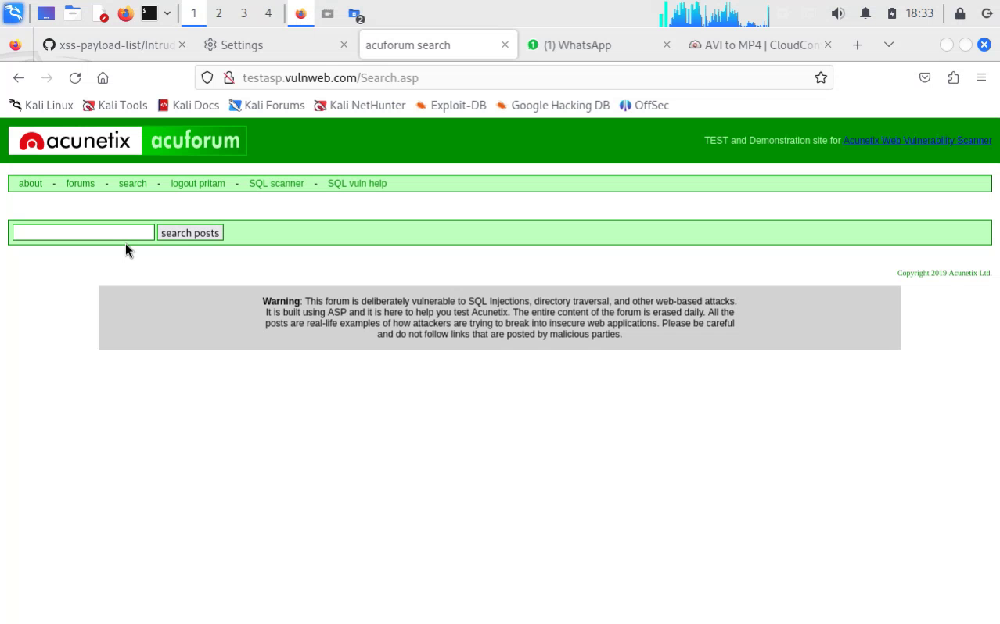 1 2 3 4 2 18:33
xss-payload-list/Intrud Settings acuforum search (1) WhatsApp AVI to MP4 | CloudCon
testasp.vulnweb.com/Search.asp
Kali Linux Kali Tools Kali Docs Kali Forums Kali NetHunter Exploit-DB Google Hacking DB OffSec
acunetix acuforum TEST and Demonstration site for Acunetix Web Vulnerability Scanner
about - forums - search - logout pritam - SQL scanner - SQL vuln help
search posts
Copyright 2019 Acunetix Ltd.
Warning: This forum is deliberately vulnerable to SQL Injections, directory traversal, and other web-based attacks.
It is built using ASP and it is here to help you test Acunetix. The entire content of the forum is erased daily. All the
posts are real-life examples of how attackers are trying to break into insecure web applications. Please be careful
and do not follow links that are posted by malicious parties.